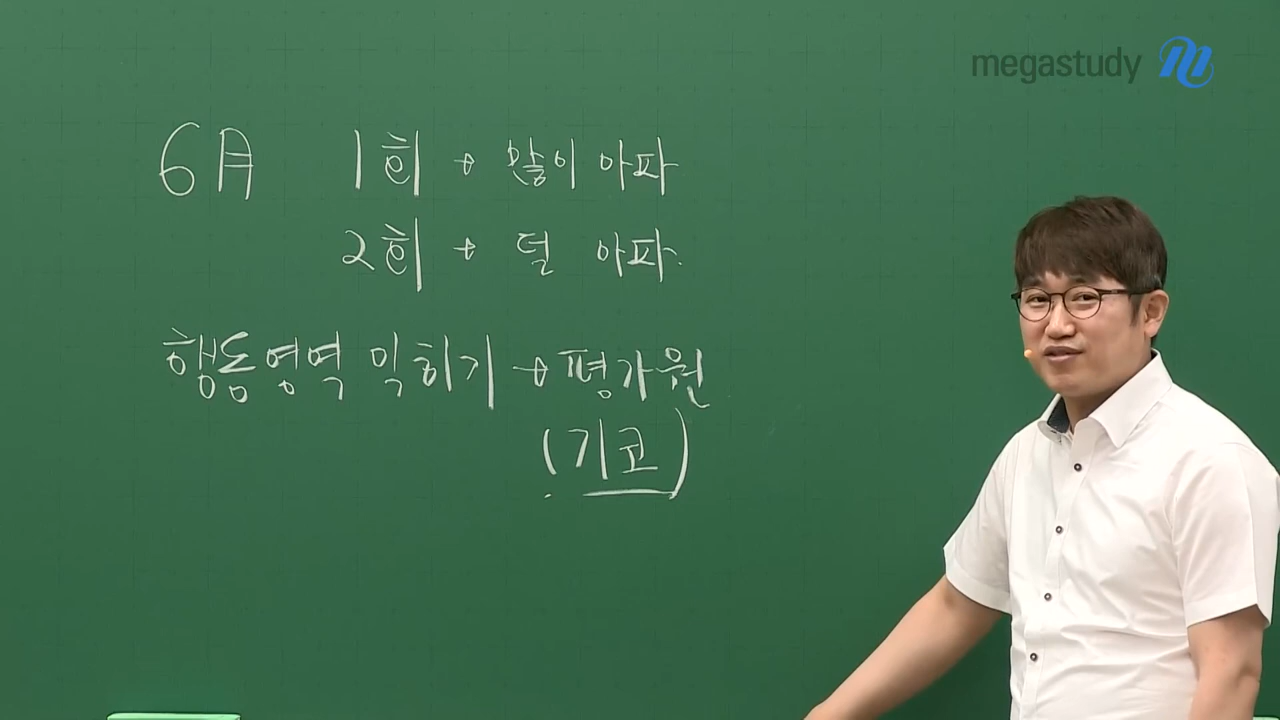 megastudy
6月 1회 → 많이 아파
2회 → 덜 아파.
행동영역 익히기 → 평가원
(기코)